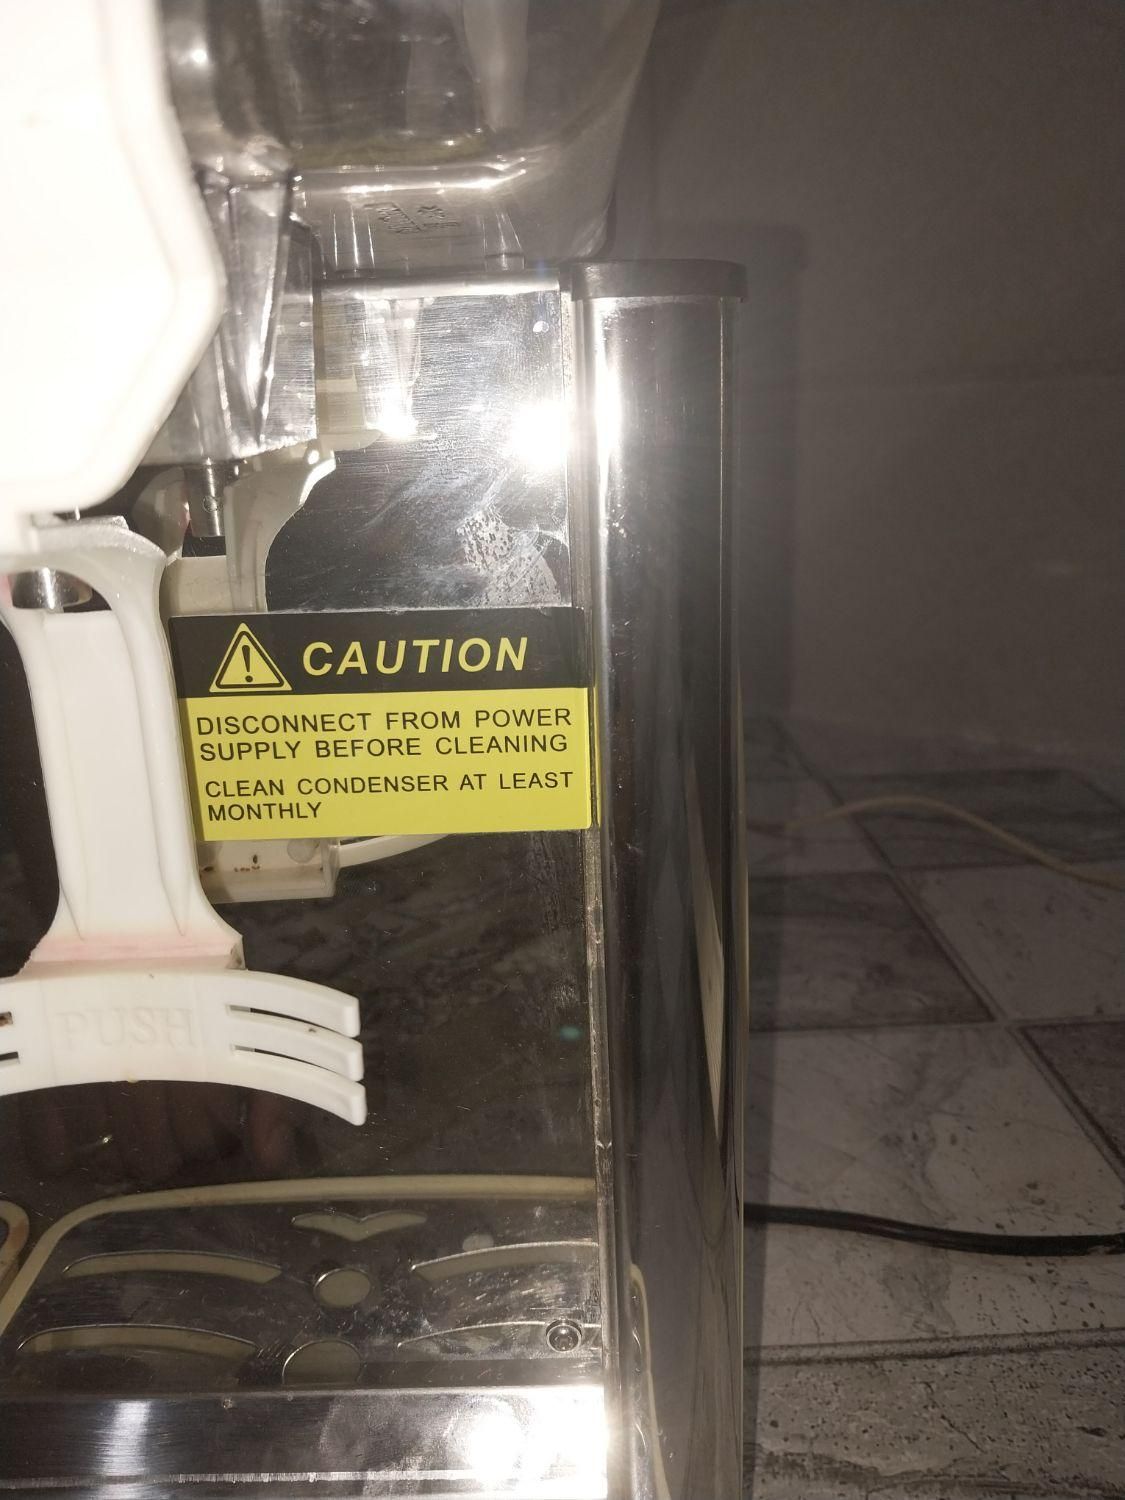 CAUTION
DISCONNECT FROM POWER
SUPPLY BEFORE CLEANING
CLEAN CONDENSER AT LEAST
MONTHLY
PUSH